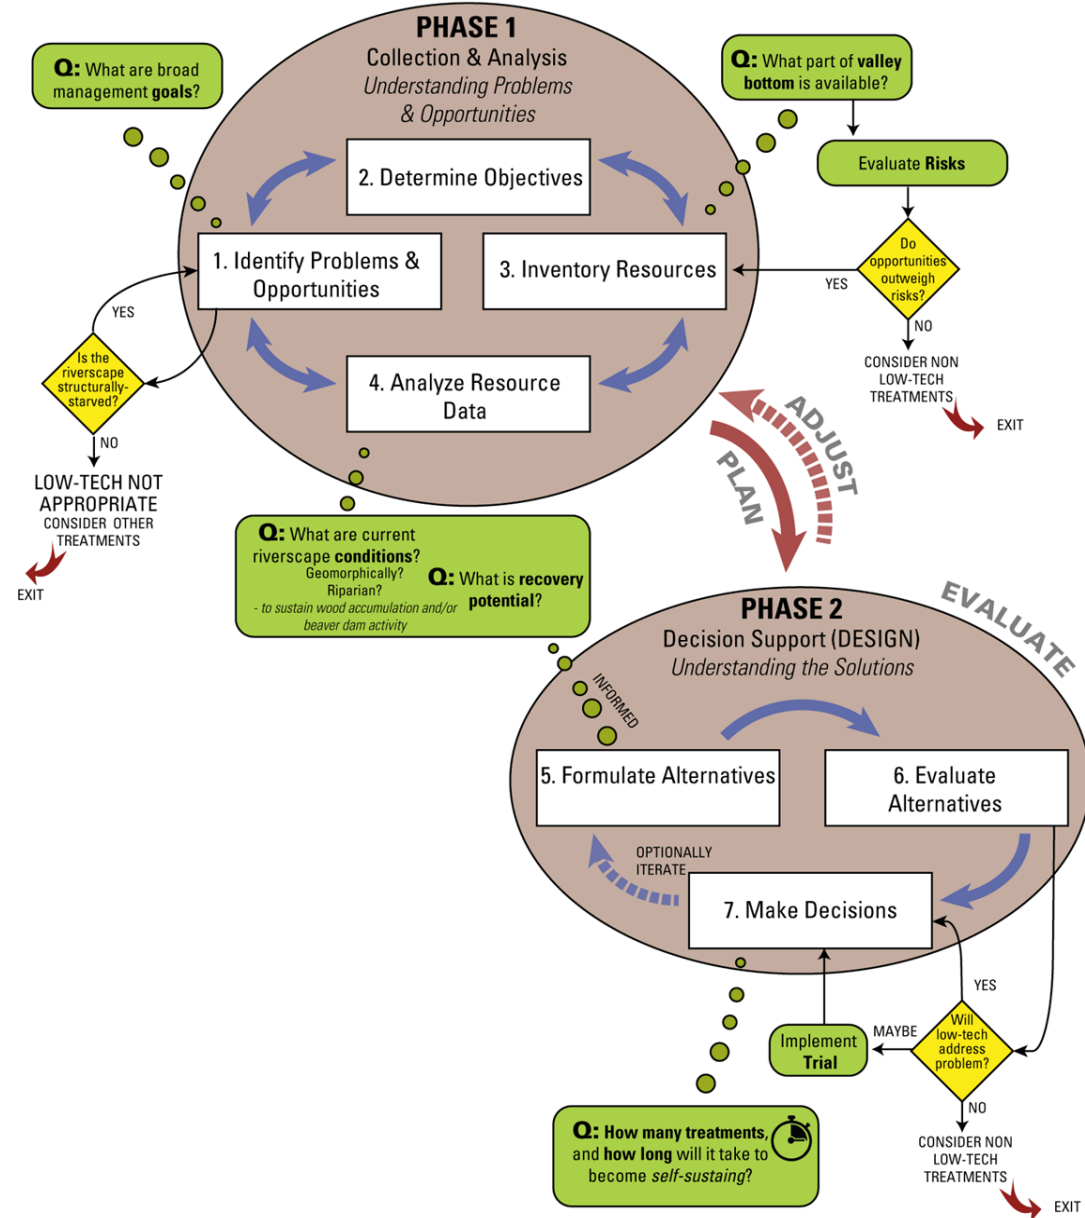 PHASE 1
Collection & Analysis
Understanding Problems
& Opportunities
Q: What are broad
management goals?
Q: What part of valley
bottom is available?
Evaluate Risks
Do
opportunities
outweigh
risks?
YES
NO
CONSIDER NON
LOW-TECH
TREATMENTS
EXIT
2. Determine Objectives
1. Identify Problems &
Opportunities
3. Inventory Resources
4. Analyze Resource
Data
YES
Is the
riverscape
structurally-
starved?
NO
LOW-TECH NOT
APPROPRIATE
CONSIDER OTHER
TREATMENTS
EXIT
ADJUST
PLAN
Q: What are current
riverscape conditions?
Geomorphically?
Riparian?
- to sustain wood accumulation and/or
beaver dam activity
Q: What is recovery
potential?
INFORMED
EVALUATE
PHASE 2
Decision Support (DESIGN)
Understanding the Solutions
5. Formulate Alternatives
6. Evaluate
Alternatives
OPTIONALLY
ITERATE
7. Make Decisions
YES
Will
low-tech
address
problem?
MAYBE
Implement
Trial
NO
CONSIDER NON
LOW-TECH
TREATMENTS
EXIT
Q: How many treatments,
and how long will it take to
become self-sustaing?